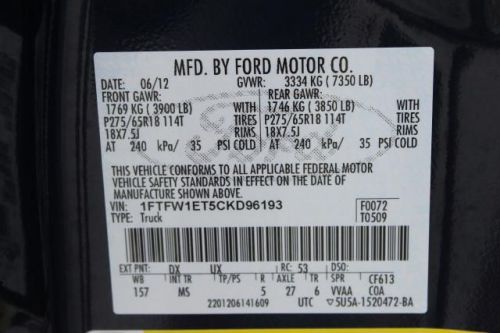 MFD. BY FORD MOTOR CO.
DATE: 06/12 GVWR: 3334 KG (7350 LB)
FRONT GAWR: REAR GAWR:
1769 KG (3900 LB) WITH 1746 KG (3850 LB) WITH
P275/65R18 114T TIRES P275/65R18 114T TIRES
18X7.5J RIMS 18X7.5J RIMS
AT 240 kPa/ 35 PSI COLD AT 240 kPa/ 35 PSI COLD
THIS VEHICLE CONFORMS TO ALL APPLICABLE FEDERAL MOTOR
VEHICLE SAFETY STANDARDS IN EFFECT ON THE DATE OF
MANUFACTURE SHOWN ABOVE.
VIN: 1FTFW1ET5CKD96193 F0072
TYPE: Truck T0509
EXT PNT: DX UX RC: 53 DSO:
WB INT TR TP/PS R AXLE TR SPR CF613
157 MS 5 27 6 VVAA COA
2201206141609 UTC 5U5A-1520472-BA